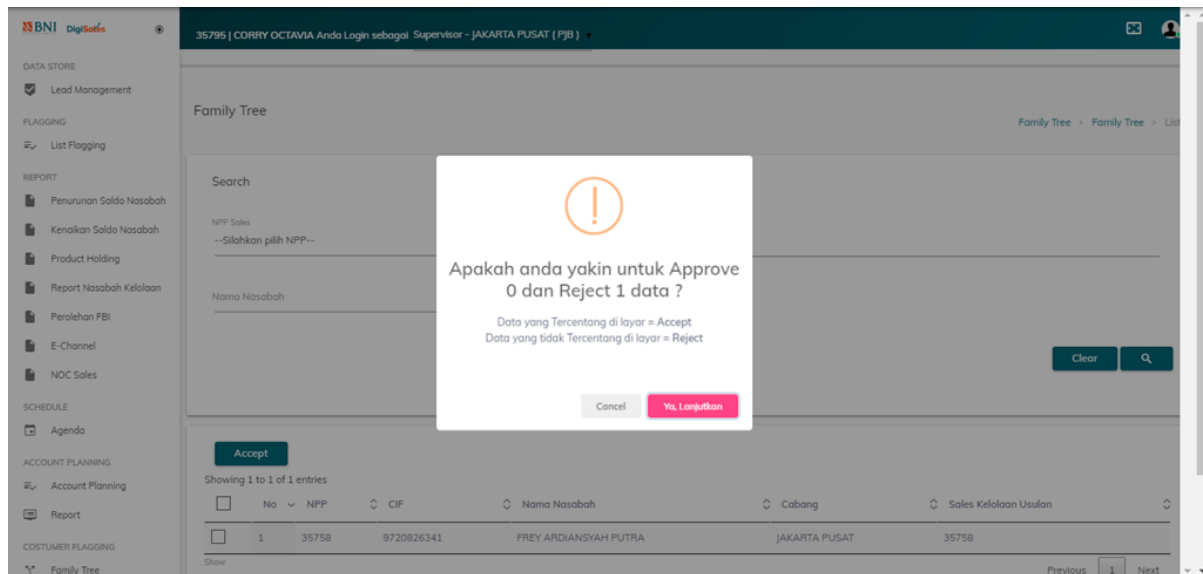 BNI DigiSales
35795 | CORRY OCTAVIA Anda Login sebagai Supervisor - JAKARTA PUSAT ( PJB )
DATA STORE
Lead Management
FLAGGING
List Flagging
REPORT
Penurunan Saldo Nasabah
Kenaikan Saldo Nasabah
Product Holding
Report Nasabah Kelolaan
Perolehan FBI
E-Channel
NOC Sales
SCHEDULE
Agenda
ACCOUNT PLANNING
Account Planning
Report
COSTUMER FLAGGING
Family Tree
Family Tree
Family Tree > Family Tree > List
Search
NPP Sales
--Silahkan pilih NPP--
Nama Nasabah
Clear
Apakah anda yakin untuk Approve
0 dan Reject 1 data ?
Data yang Tercentang di layar = Accept
Data yang tidak Tercentang di layar = Reject
Cancel Ya, Lanjutkan
Accept
Showing 1 to 1 of 1 entries
No NPP CIF Nama Nasabah Cabang Sales Kelolaan Usulan
1 35758 9720826341 FREY ARDIANSYAH PUTRA JAKARTA PUSAT 35758
Show
Previous 1 Next